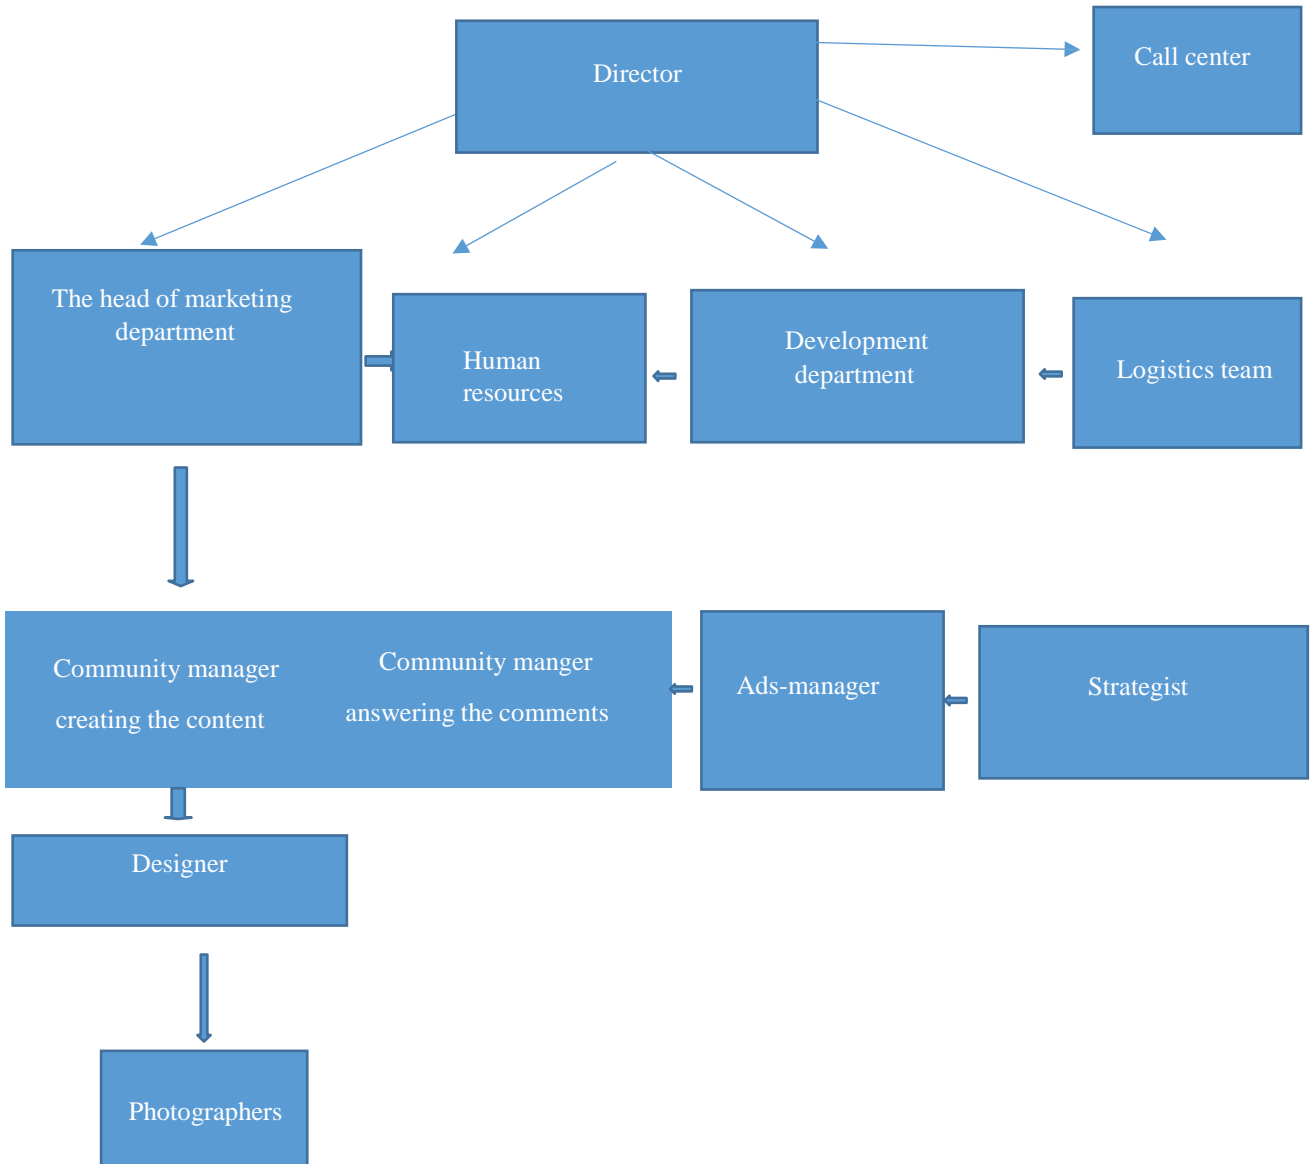 Director
Call center
The head of marketing
department
Human
resources
Development
department
Logistics team
Community manager
creating the content
Community manger
answering the comments
Ads-manager
Strategist
Designer
Photographers